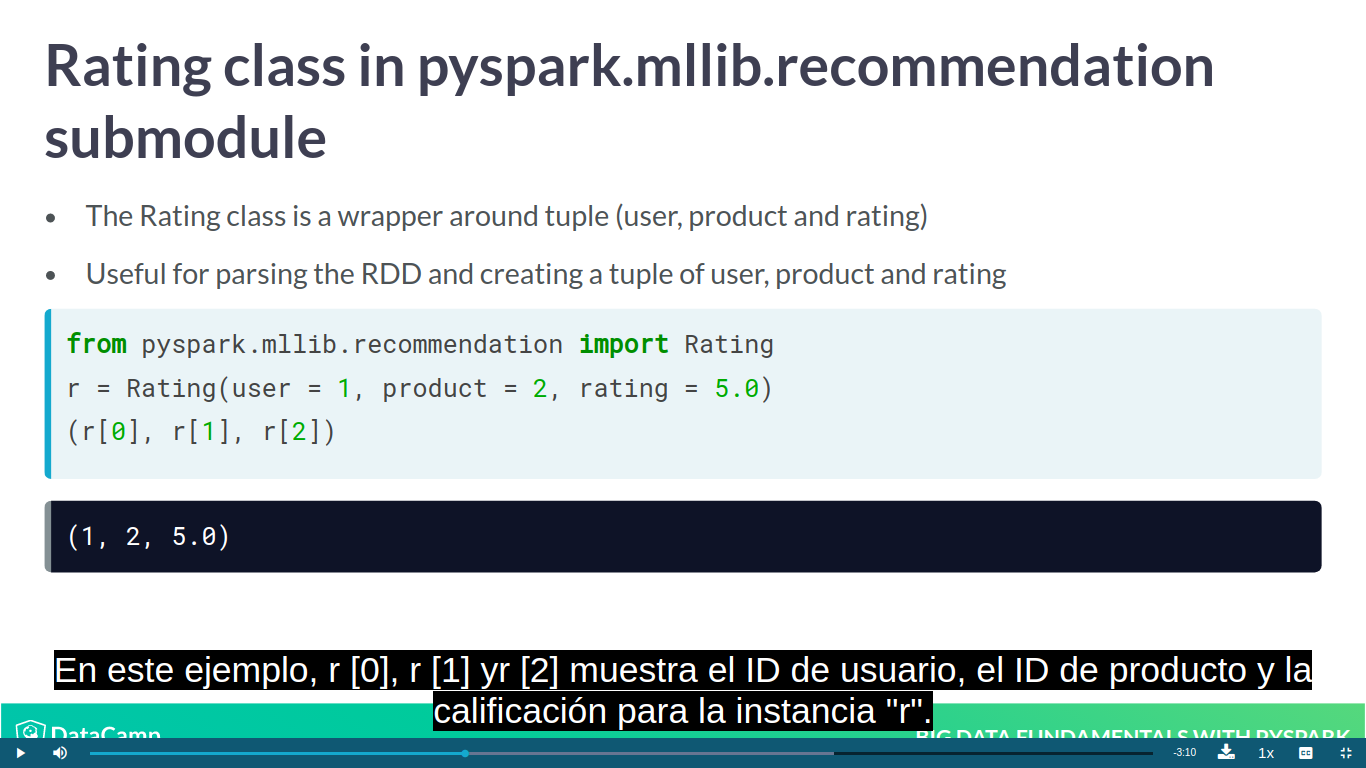 Rating class in pyspark.mllib.recommendation
submodule
• The Rating class is a wrapper around tuple (user, product and rating)
• Useful for parsing the RDD and creating a tuple of user, product and rating
from pyspark.mllib.recommendation import Rating
r = Rating(user = 1, product = 2, rating = 5.0)
(r[0], r[1], r[2])
(1, 2, 5.0)
En este ejemplo, r [0], r [1] yr [2] muestra el ID de usuario, el ID de producto y la
calificación para la instancia "r".
DataCamp
BIG DATA FUNDAMENTALS WITH PYSPARK
-3:10
1x
CC